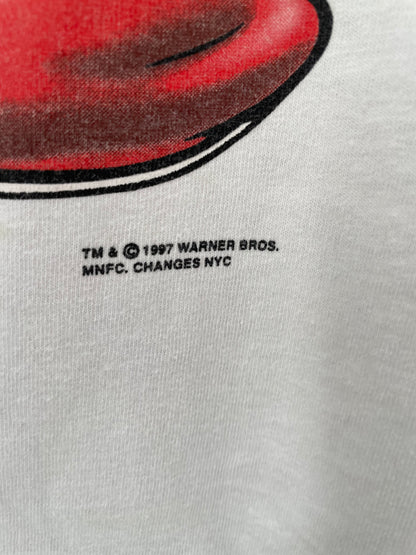 TM & © 1997 WARNER BROS.
MNFC. CHANGES NYC